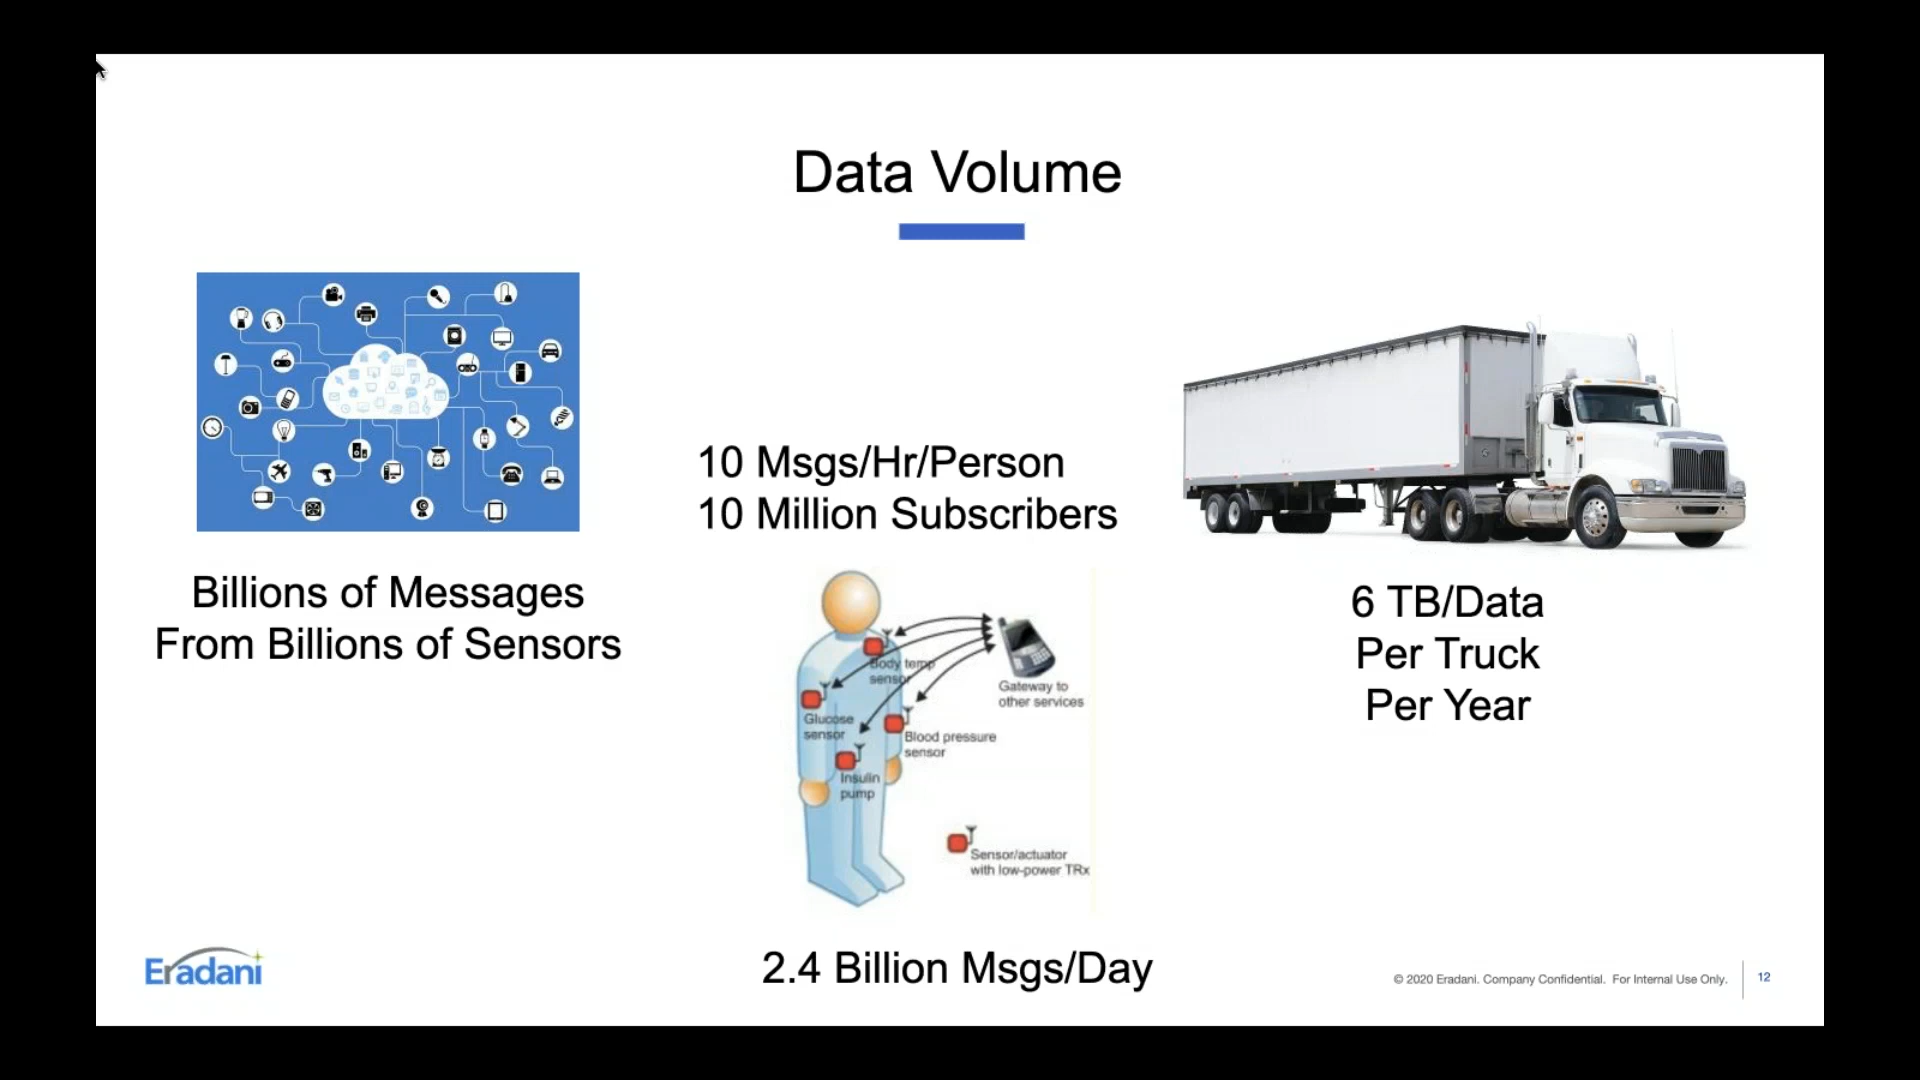 Data Volume
Billions of Messages
From Billions of Sensors
10 Msgs/Hr/Person
10 Million Subscribers
Body temp
sensor
Glucose
sensor
Insulin
pump
Blood pressure
sensor
Gateway to
other services
Sensor/actuator
with low-power TRx
2.4 Billion Msgs/Day
6 TB/Data
Per Truck
Per Year
Eradani
© 2020 Eradani. Company Confidential. For Internal Use Only.
12